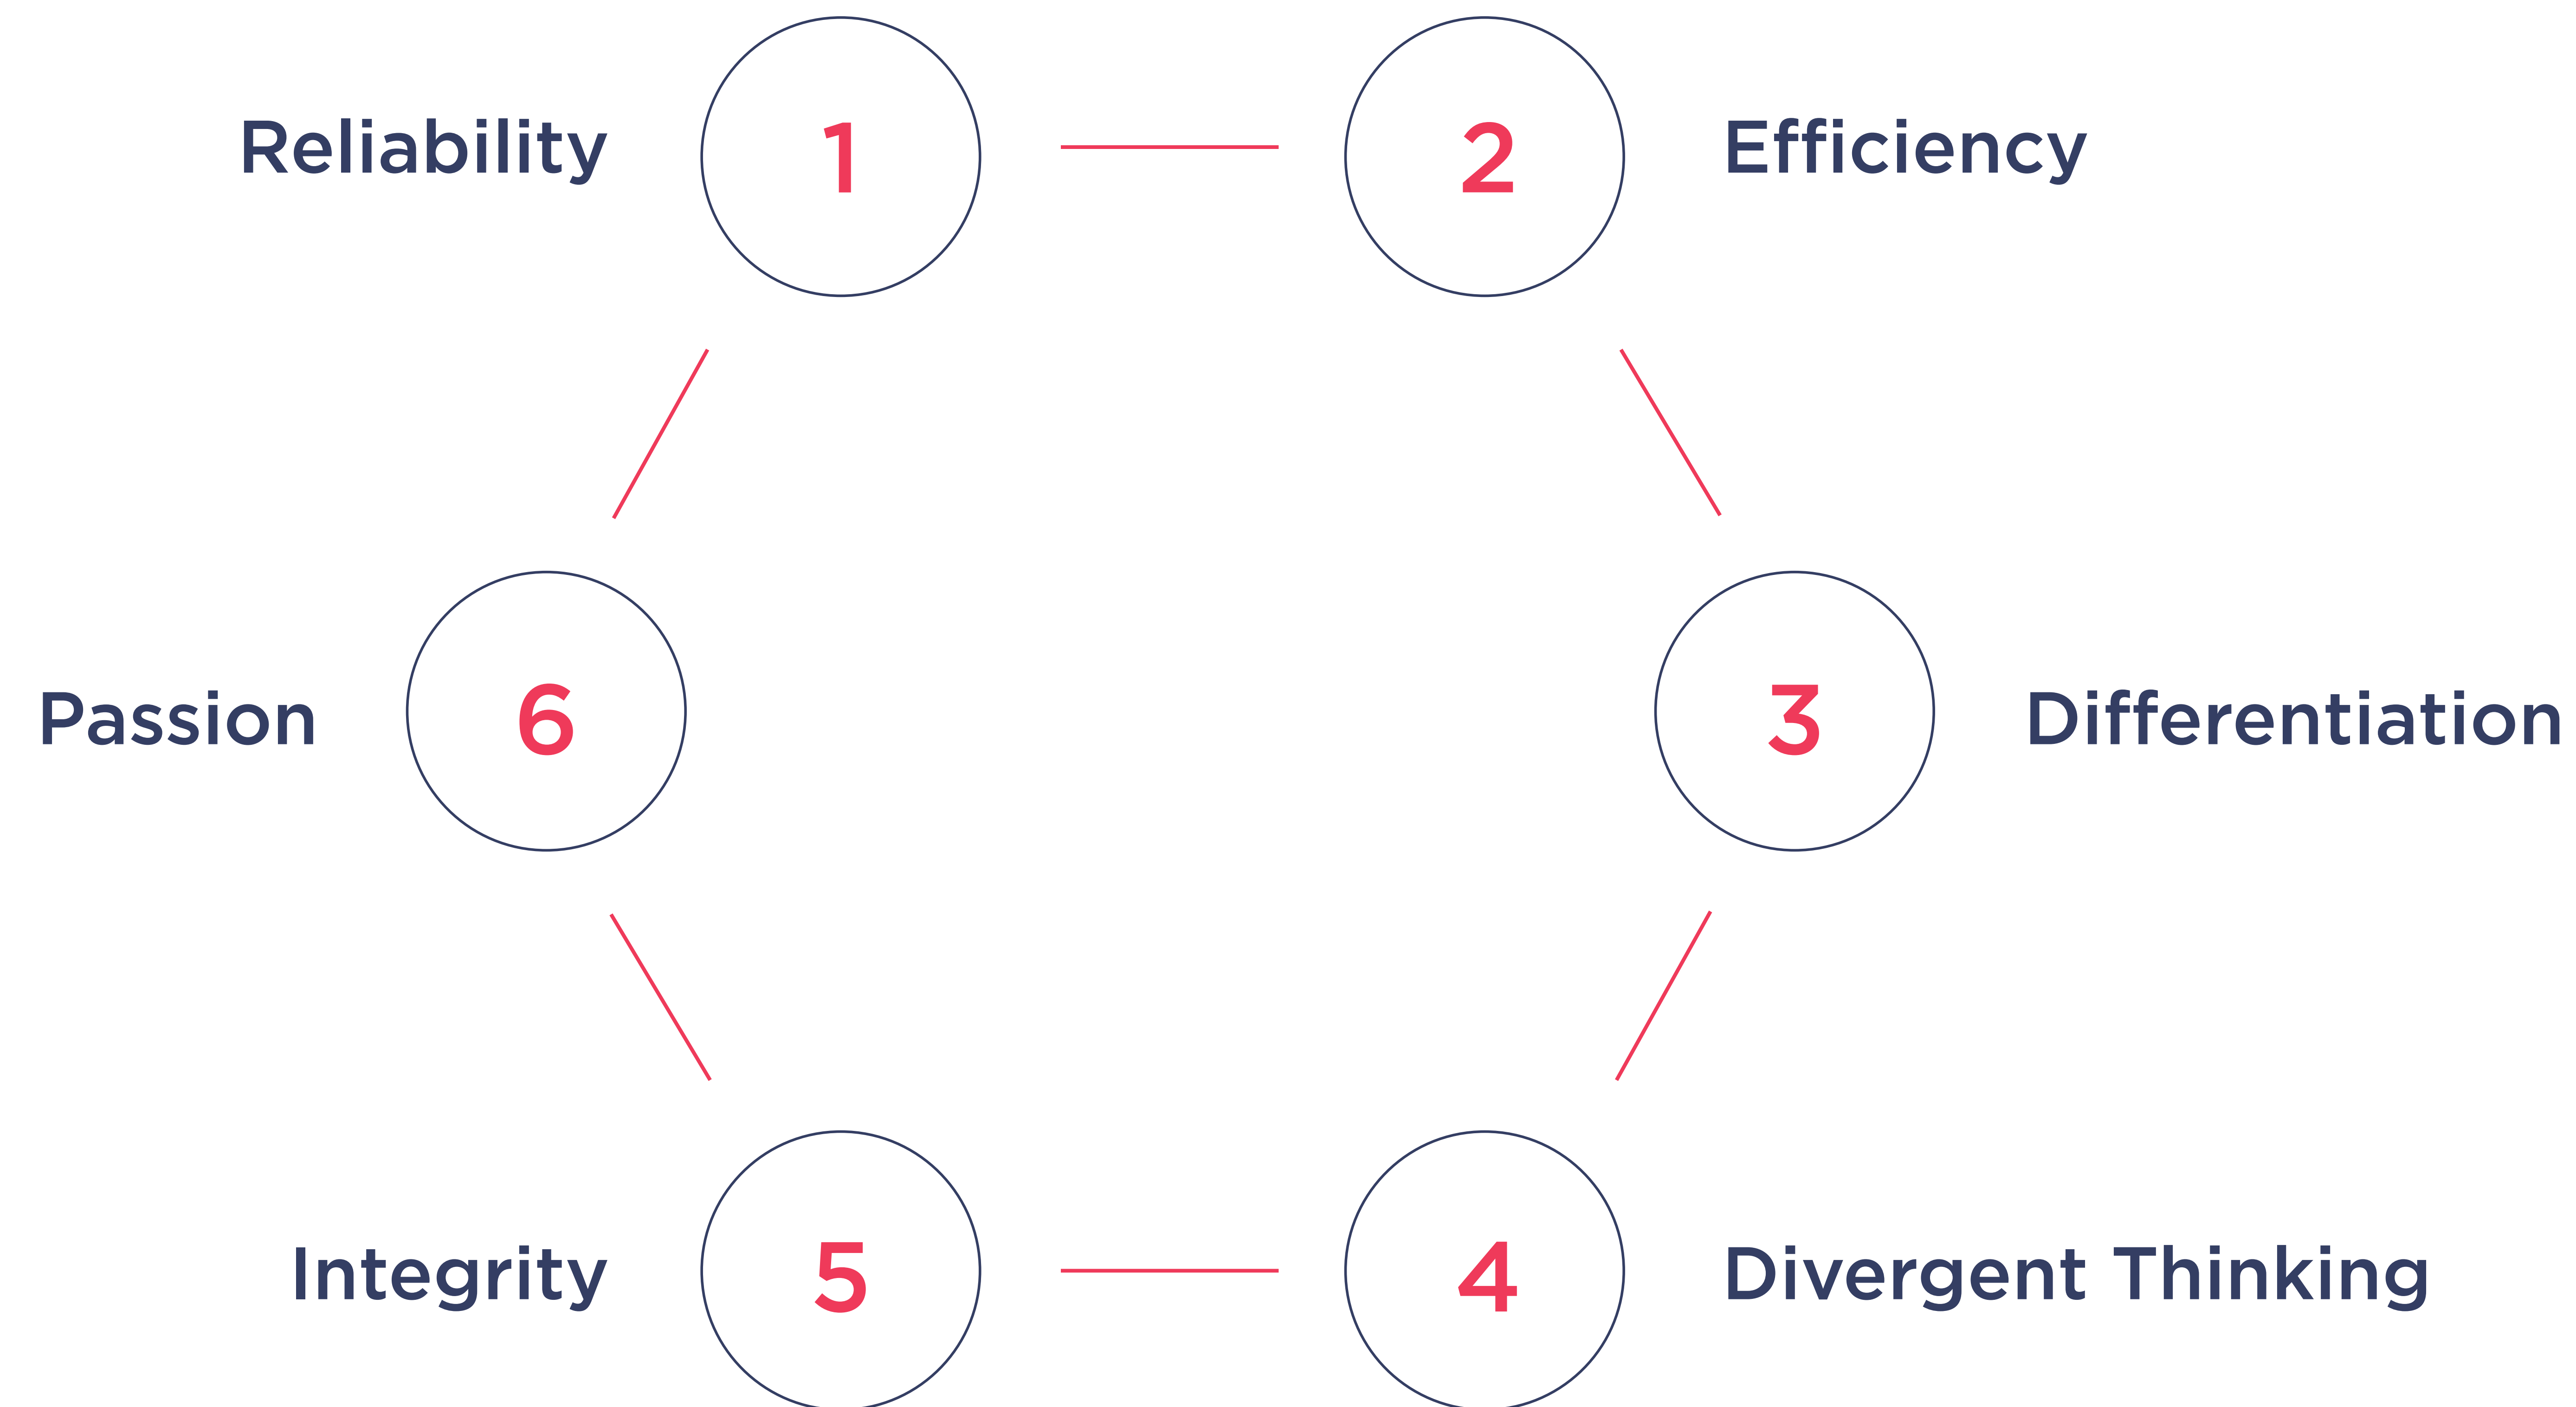 Reliability
1
2
Efficiency
Passion
6
3
Differentiation
Integrity
5
4
Divergent Thinking